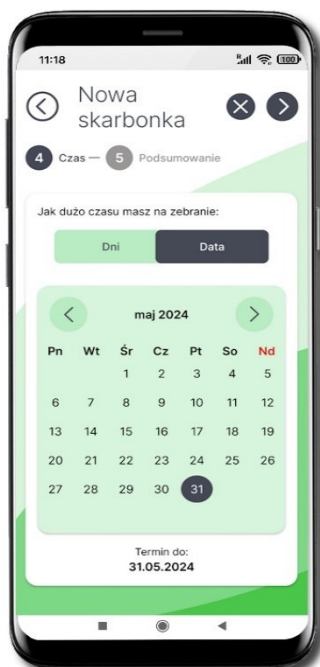 11:18
100
Nowa
skarbonka
4 Czas — 5 Podsumowanie
Jak dużo czasu masz na zebranie:
Dni Data
maj 2024
Pn Wt Śr Cz Pt So Nd
1 2 3 4 5
6 7 8 9 10 11 12
13 14 15 16 17 18 19
20 21 22 23 24 25 26
27 28 29 30 31
Termin do:
31.05.2024